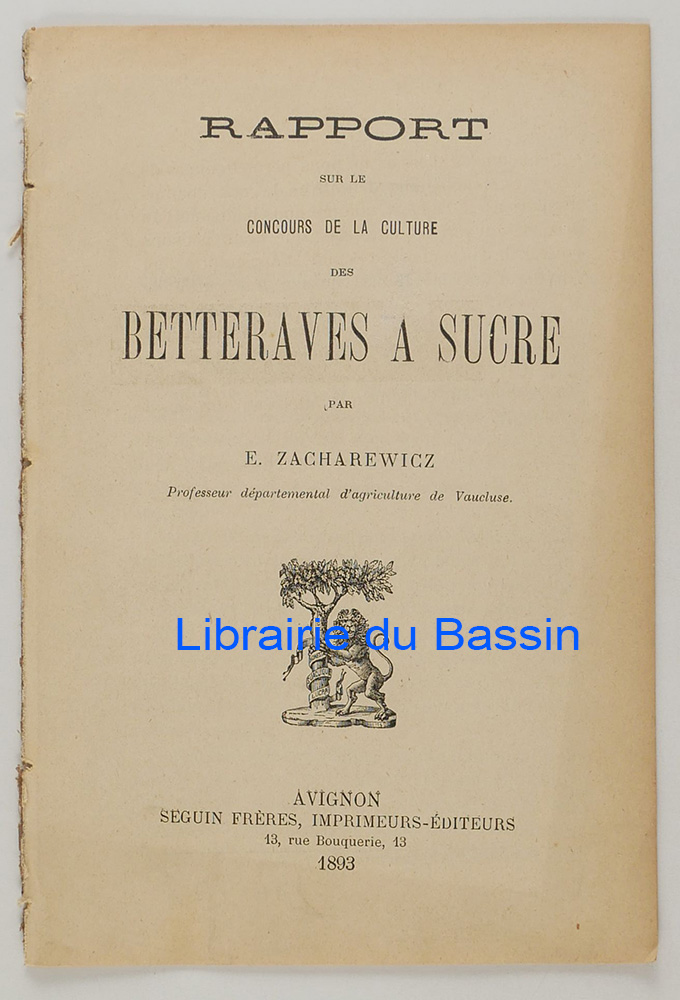 RAPPORT
SUR LE
CONCOURS DE LA CULTURE
DES
BETTERAVES A SUCRE
PAR
E. ZACHAREWICZ
Professeur départemental d'agriculture de Vaucluse.
Librairie du Bassin
AVIGNON
SEGUIN FRÈRES, IMPRIMEURS-ÉDITEURS
13, rue Bouquerie, 13
1893